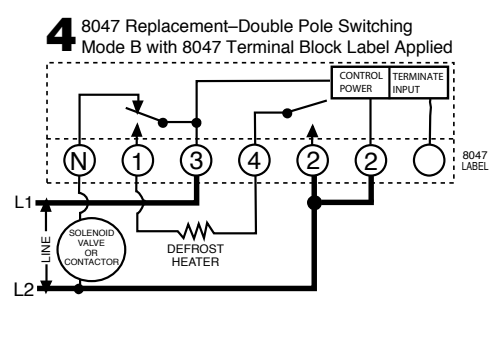 4 8047 Replacement–Double Pole Switching
Mode B with 8047 Terminal Block Label Applied
CONTROL POWER
TERMINATE INPUT
N 1 3 4 2 2
8047 LABEL
L1
LINE
SOLENOID
VALVE
OR
CONTACTOR
DEFROST
HEATER
L2